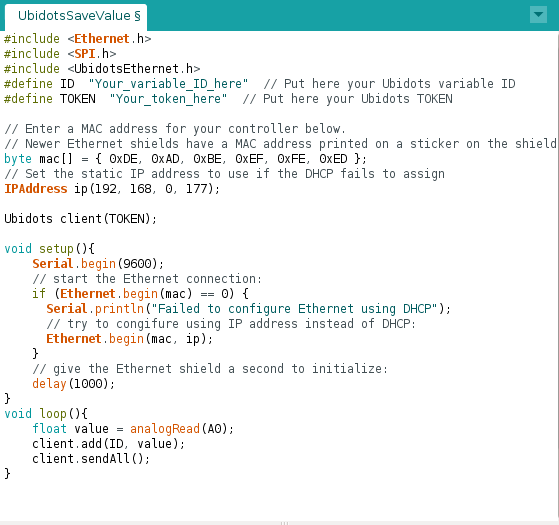 UbidotsSaveValue §
#include <Ethernet.h>
#include <SPI.h>
#include <UbidotsEthernet.h>
#define ID  "Your_variable_ID_here"  // Put here your Ubidots variable ID
#define TOKEN  "Your_token_here"  // Put here your Ubidots TOKEN

// Enter a MAC address for your controller below.
// Newer Ethernet shields have a MAC address printed on a sticker on the shield
byte mac[] = { 0xDE, 0xAD, 0xBE, 0xEF, 0xFE, 0xED };
// Set the static IP address to use if the DHCP fails to assign
IPAddress ip(192, 168, 0, 177);

Ubidots client(TOKEN);

void setup(){
    Serial.begin(9600);
    // start the Ethernet connection:
    if (Ethernet.begin(mac) == 0) {
      Serial.println("Failed to configure Ethernet using DHCP");
      // try to congifure using IP address instead of DHCP:
      Ethernet.begin(mac, ip);
    }
    // give the Ethernet shield a second to initialize:
    delay(1000);
}
void loop(){
    float value = analogRead(A0);
    client.add(ID, value);
    client.sendAll();
}